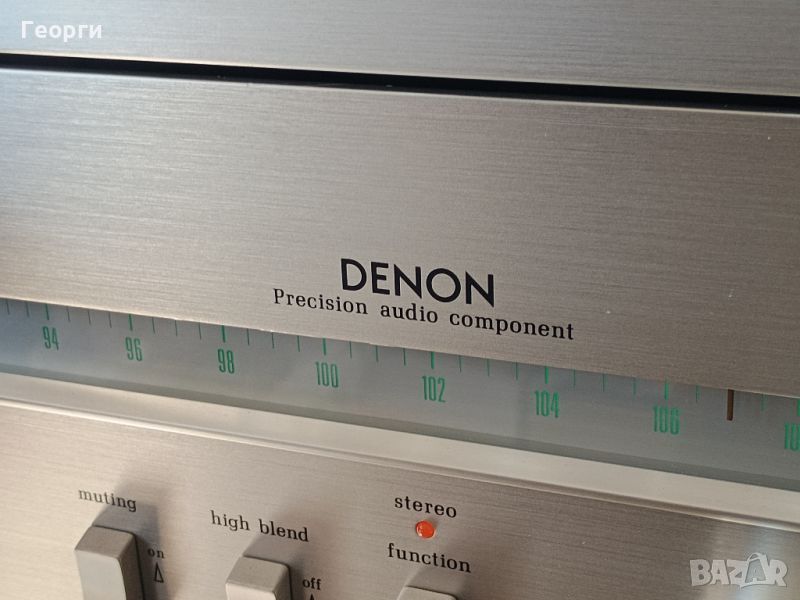 Георги
DENON
Precision audio component
94 96 98 100 102 104 106
muting
high blend
stereo
function
on
off
BAZAR